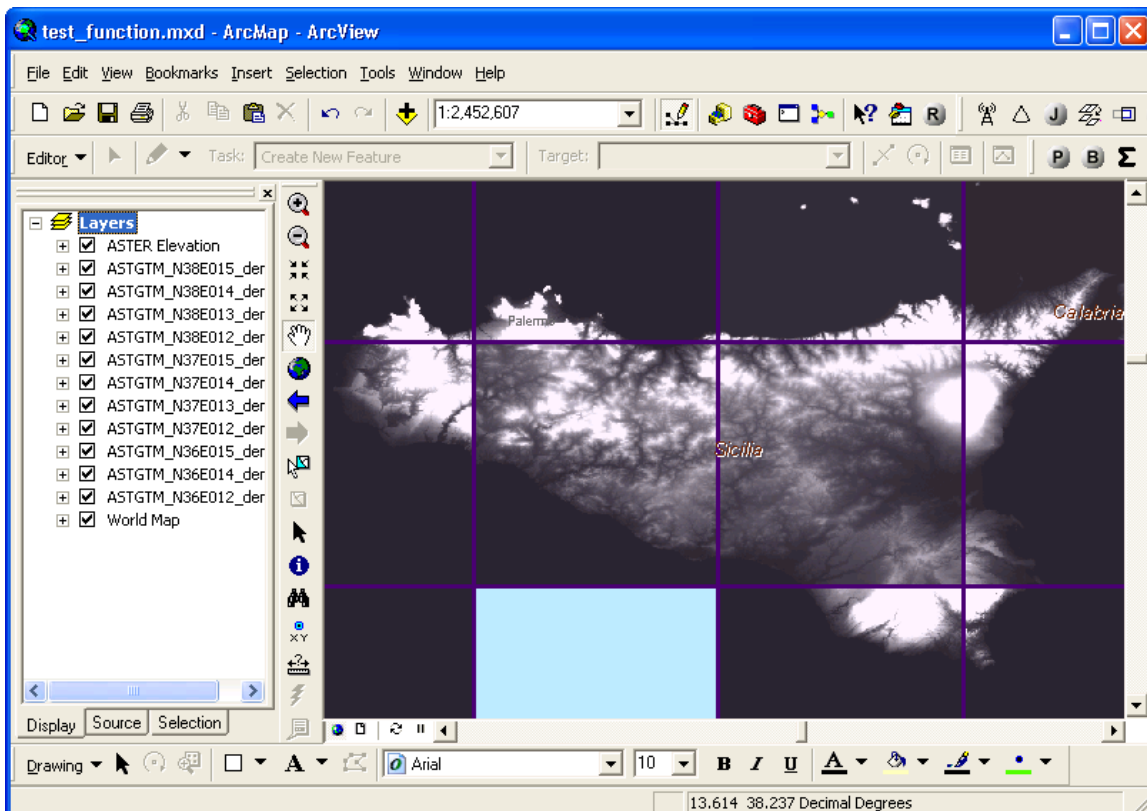 test_function.mxd - ArcMap - ArcView
File Edit View Bookmarks Insert Selection Tools Window Help
1:2,452,607
R J
Editor Task: Create New Feature Target: P B Σ
Layers
ASTER Elevation
ASTGTM_N38E015_der
ASTGTM_N38E014_der
ASTGTM_N38E013_der
ASTGTM_N38E012_der
ASTGTM_N37E015_der
ASTGTM_N37E014_der
ASTGTM_N37E013_der
ASTGTM_N37E012_der
ASTGTM_N36E015_der
ASTGTM_N36E014_der
ASTGTM_N36E012_der
World Map
XY
Palermo
Calabria
Sicilia
Display Source Selection
Drawing A Arial 10 B I U A
13.614 38.237 Decimal Degrees